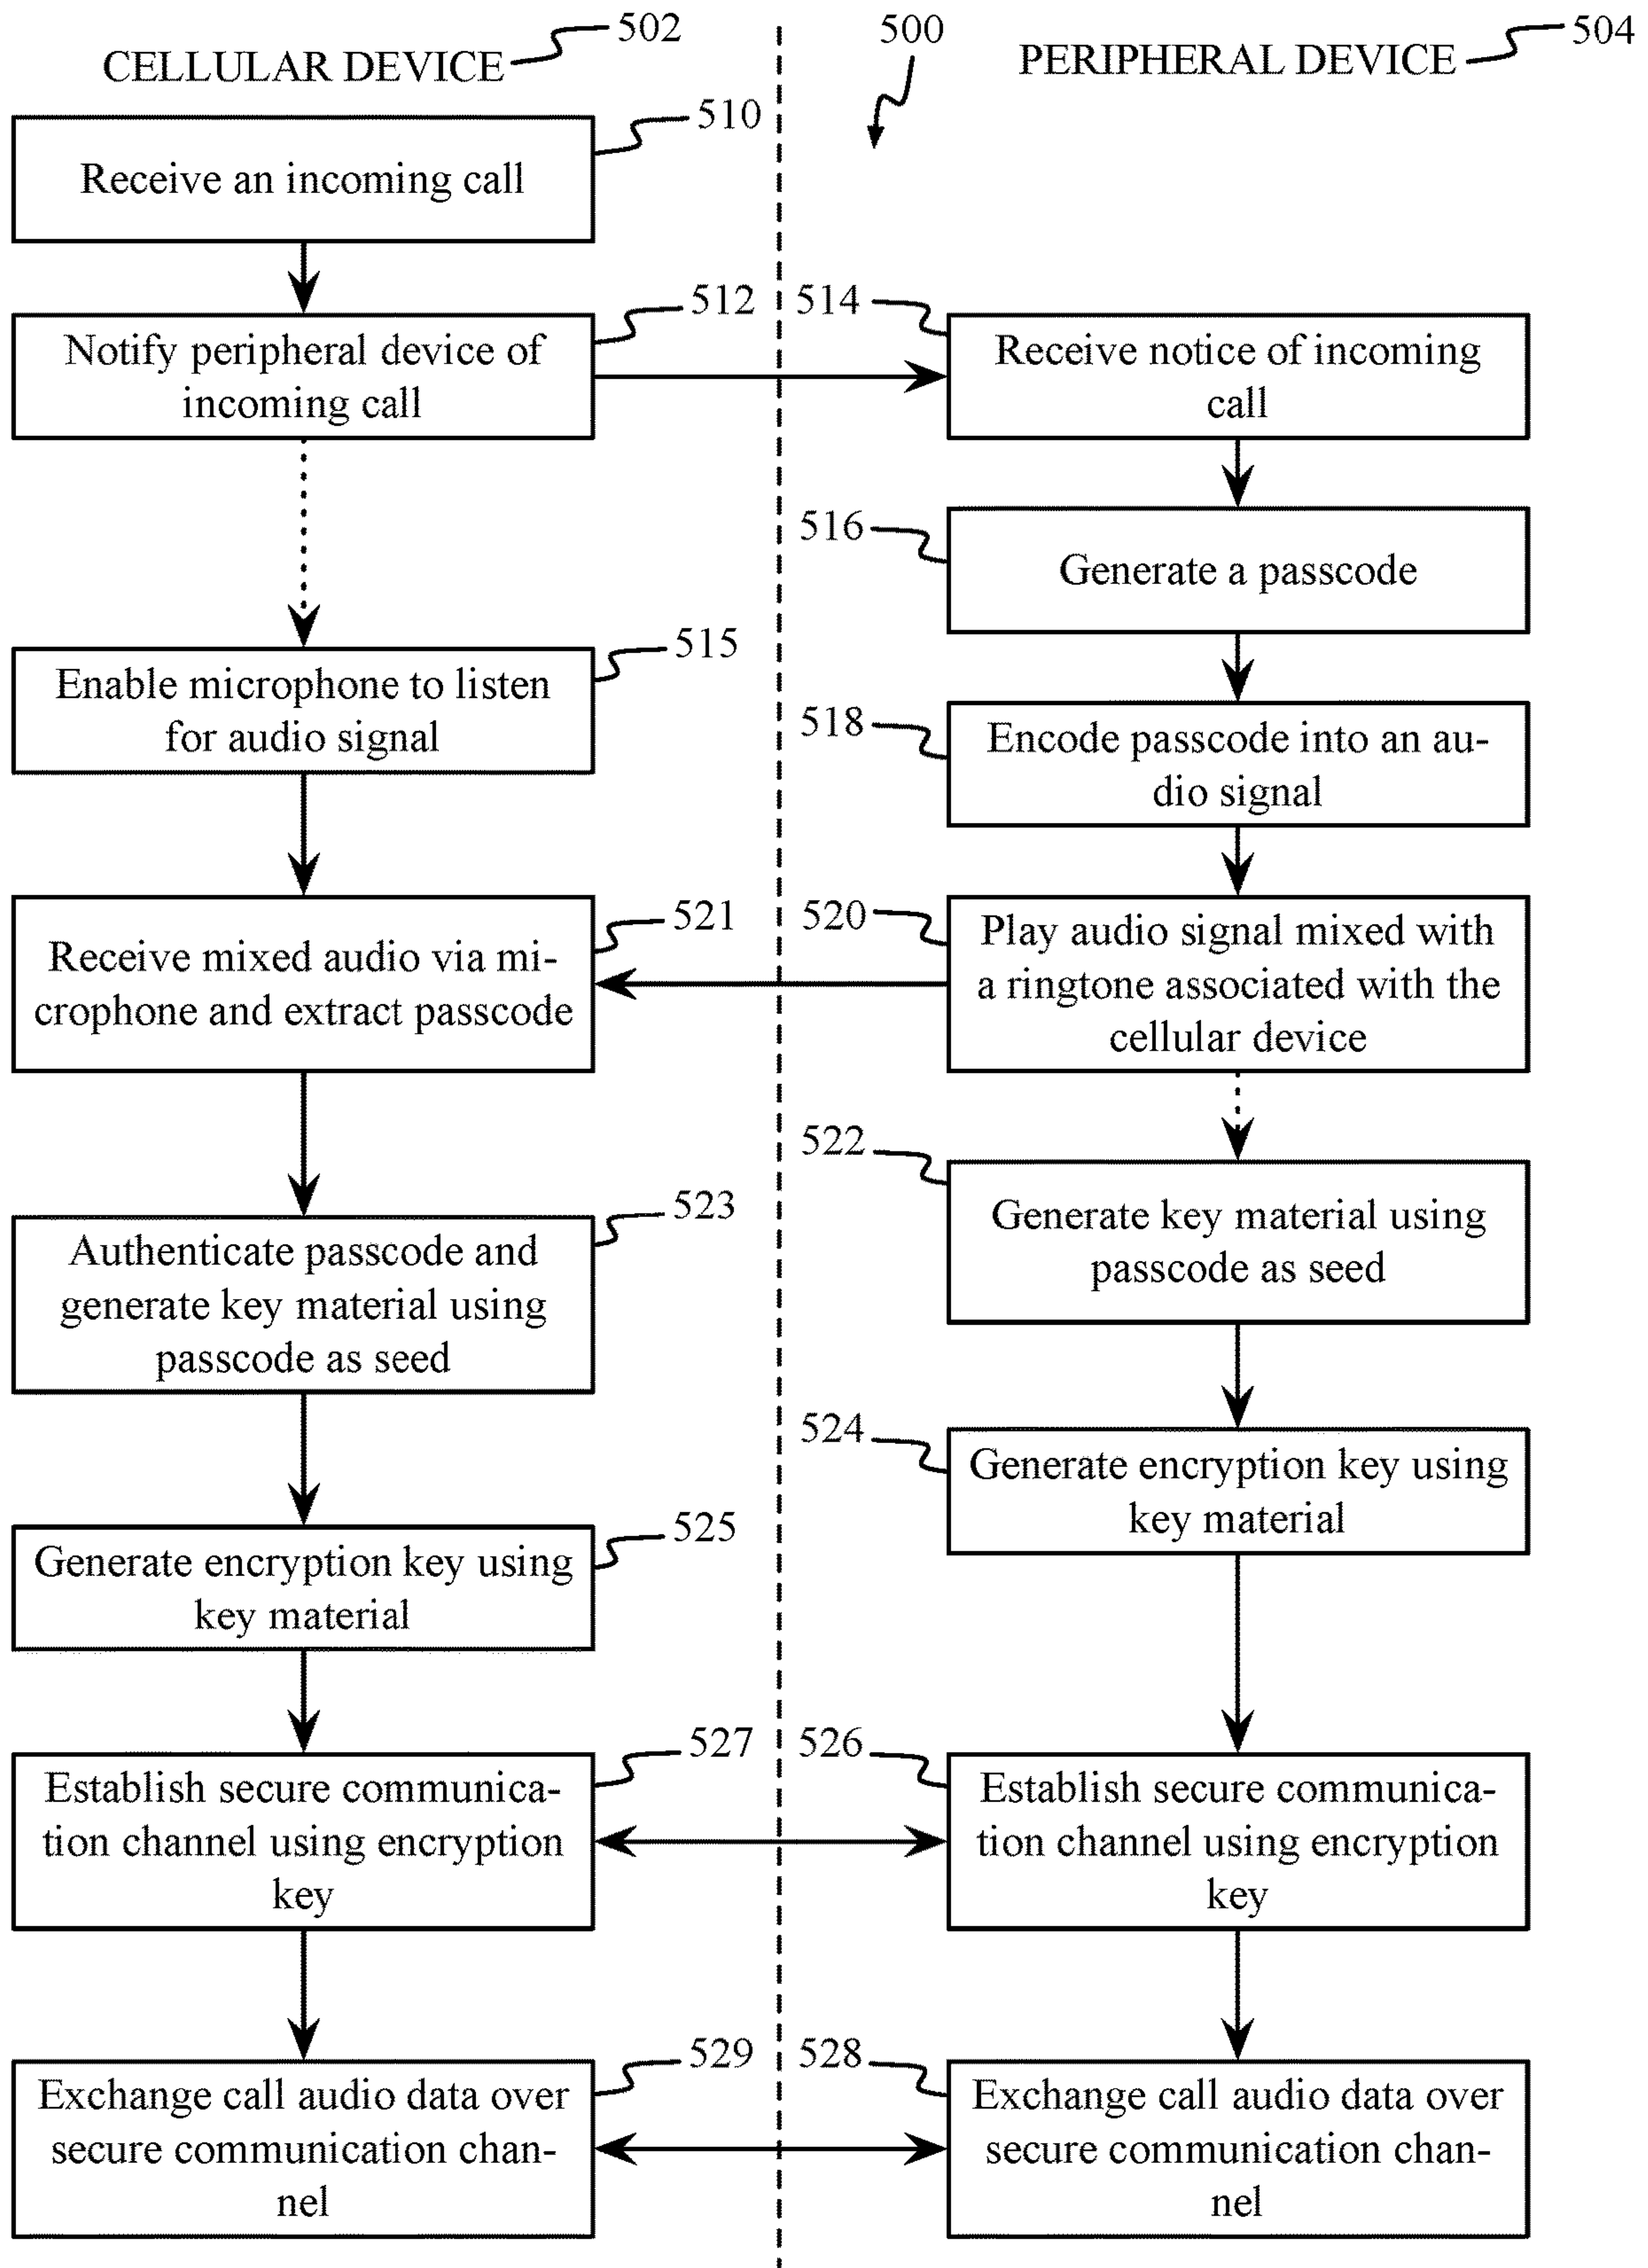 CELLULAR DEVICE
502
500
PERIPHERAL DEVICE
504
510
Receive an incoming call
512
Notify peripheral device of
incoming call
514
Receive notice of incoming
call
516
Generate a passcode
515
Enable microphone to listen
for audio signal
518
Encode passcode into an au-
dio signal
521
Receive mixed audio via mi-
crophone and extract passcode
520
Play audio signal mixed with
a ringtone associated with the
cellular device
522
Generate key material using
passcode as seed
523
Authenticate passcode and
generate key material using
passcode as seed
524
Generate encryption key using
key material
525
Generate encryption key using
key material
527
Establish secure communica-
tion channel using encryption
key
526
Establish secure communica-
tion channel using encryption
key
529
Exchange call audio data over
secure communication chan-
nel
528
Exchange call audio data over
secure communication chan-
nel